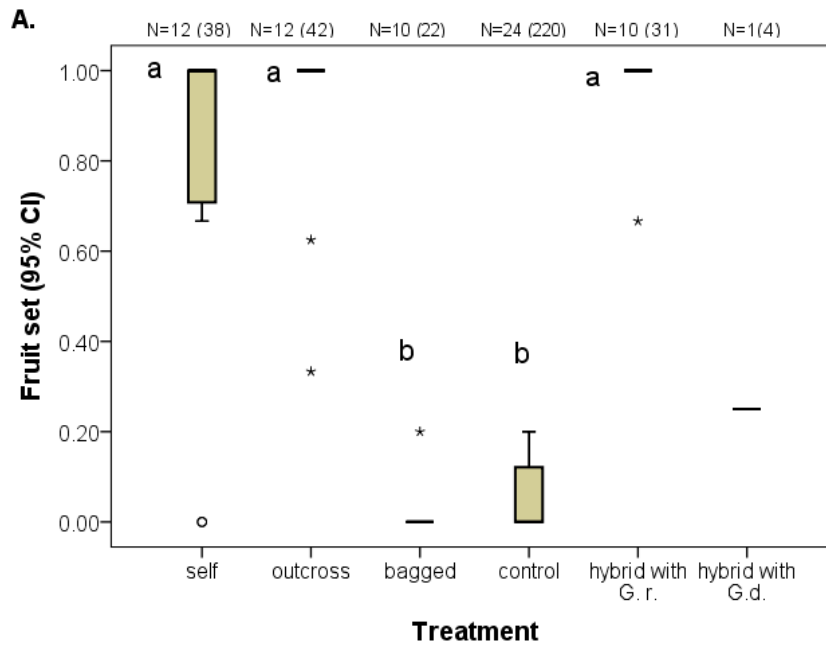 A.
N=12 (38) N=12 (42) N=10 (22) N=24 (220) N=10 (31) N=1(4)
1.00
0.80
0.60
0.40
0.20
0.00
Fruit set (95% CI)
a a a
* *
* *
b b
self outcross bagged control hybrid with G. r. hybrid with G.d.
Treatment